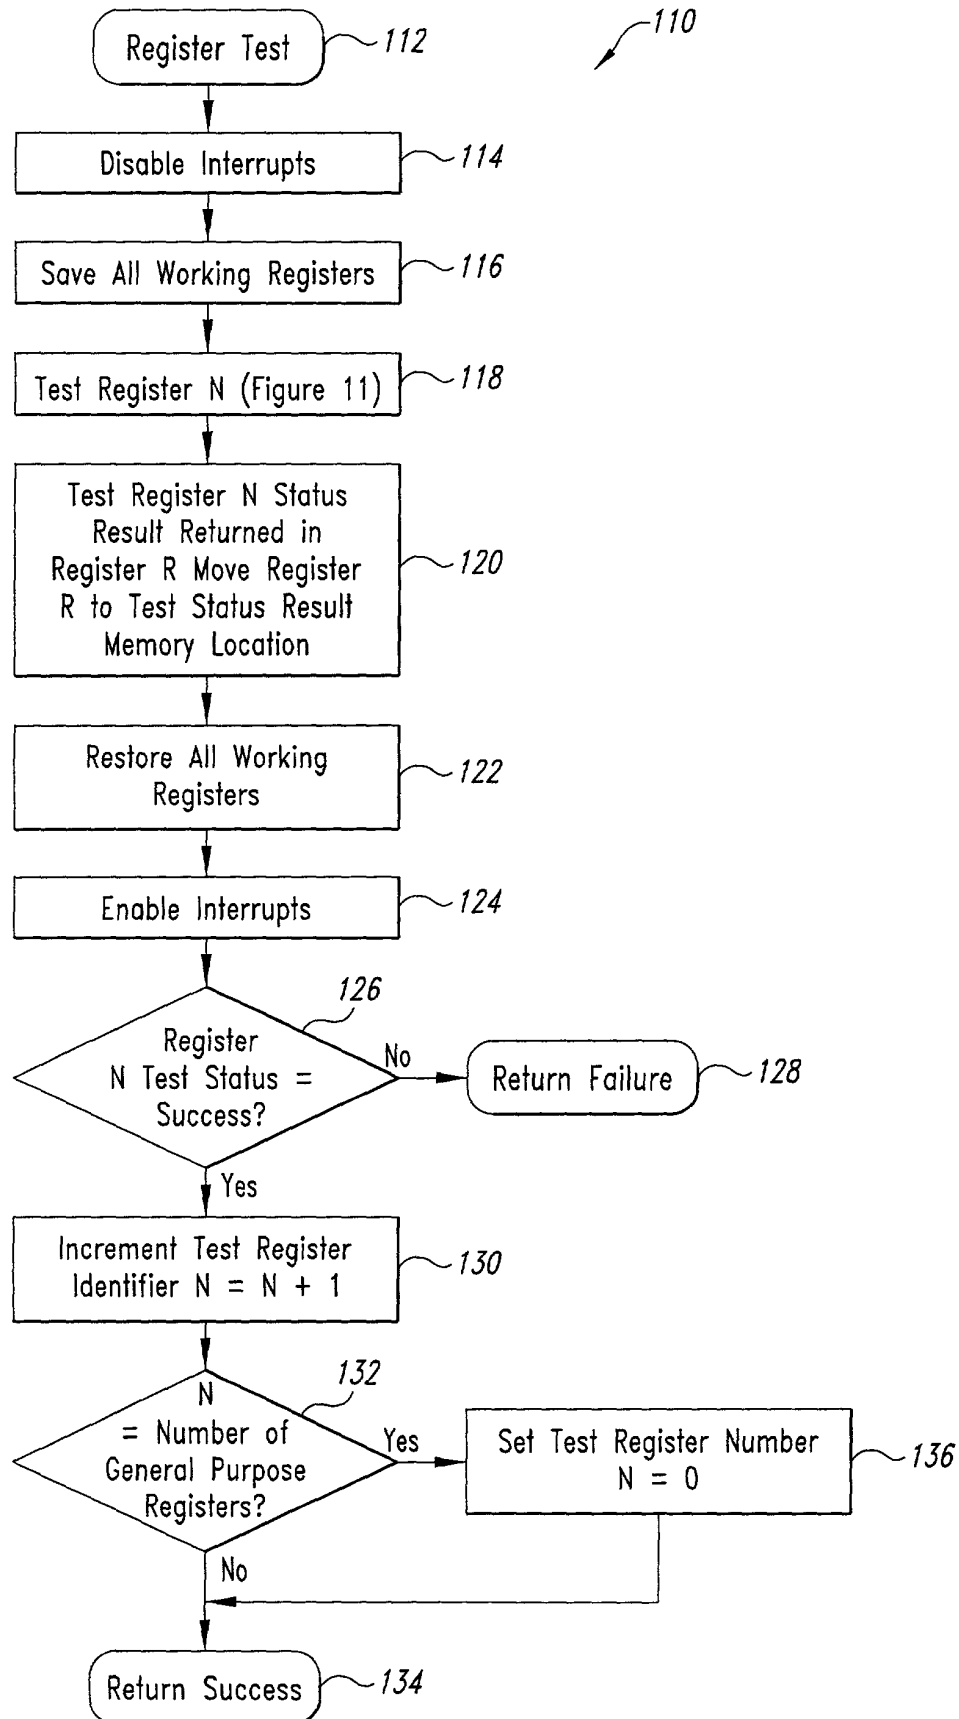 110
Register Test
112
Disable Interrupts
114
Save All Working Registers
116
Test Register N (Figure 11)
118
Test Register N Status
Result Returned in
Register R Move Register
R to Test Status Result
Memory Location
120
Restore All Working
Registers
122
Enable Interrupts
124
126
Register
N Test Status =
Success?
No
Return Failure
128
Yes
Increment Test Register
Identifier N = N + 1
130
132
N
= Number of
General Purpose
Registers?
Yes
Set Test Register Number
N = 0
136
No
Return Success
134